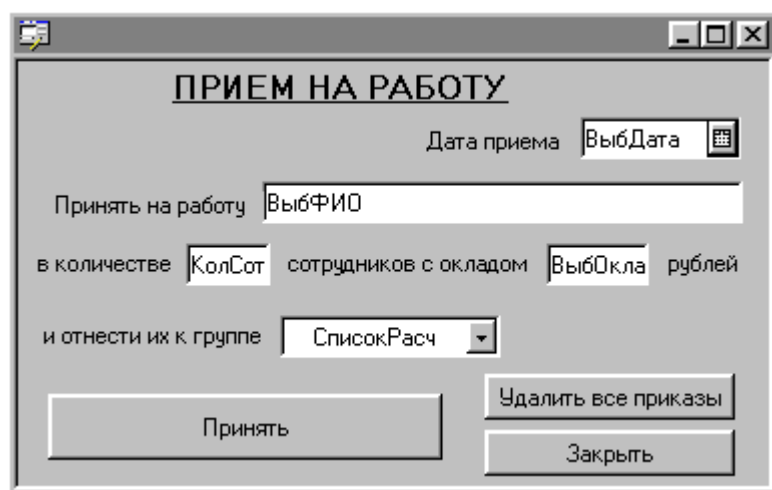 ПРИЕМ НА РАБОТУ
Дата приема ВыбДата
Принять на работу ВыбФИО
в количестве КолСот сотрудников с окладом ВыбОкла рублей
и отнести их к группе СписокРасч
Удалить все приказы
Принять
Закрыть